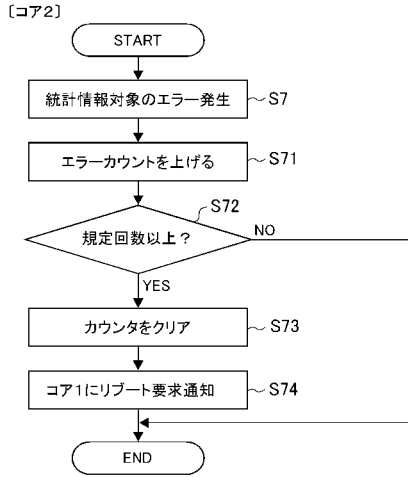 〔コア2〕
START
統計情報対象のエラー発生
S7
エラーカウントを上げる
S71
S72
規定回数以上?
NO
YES
カウンタをクリア
S73
コア1にリブート要求通知
S74
END